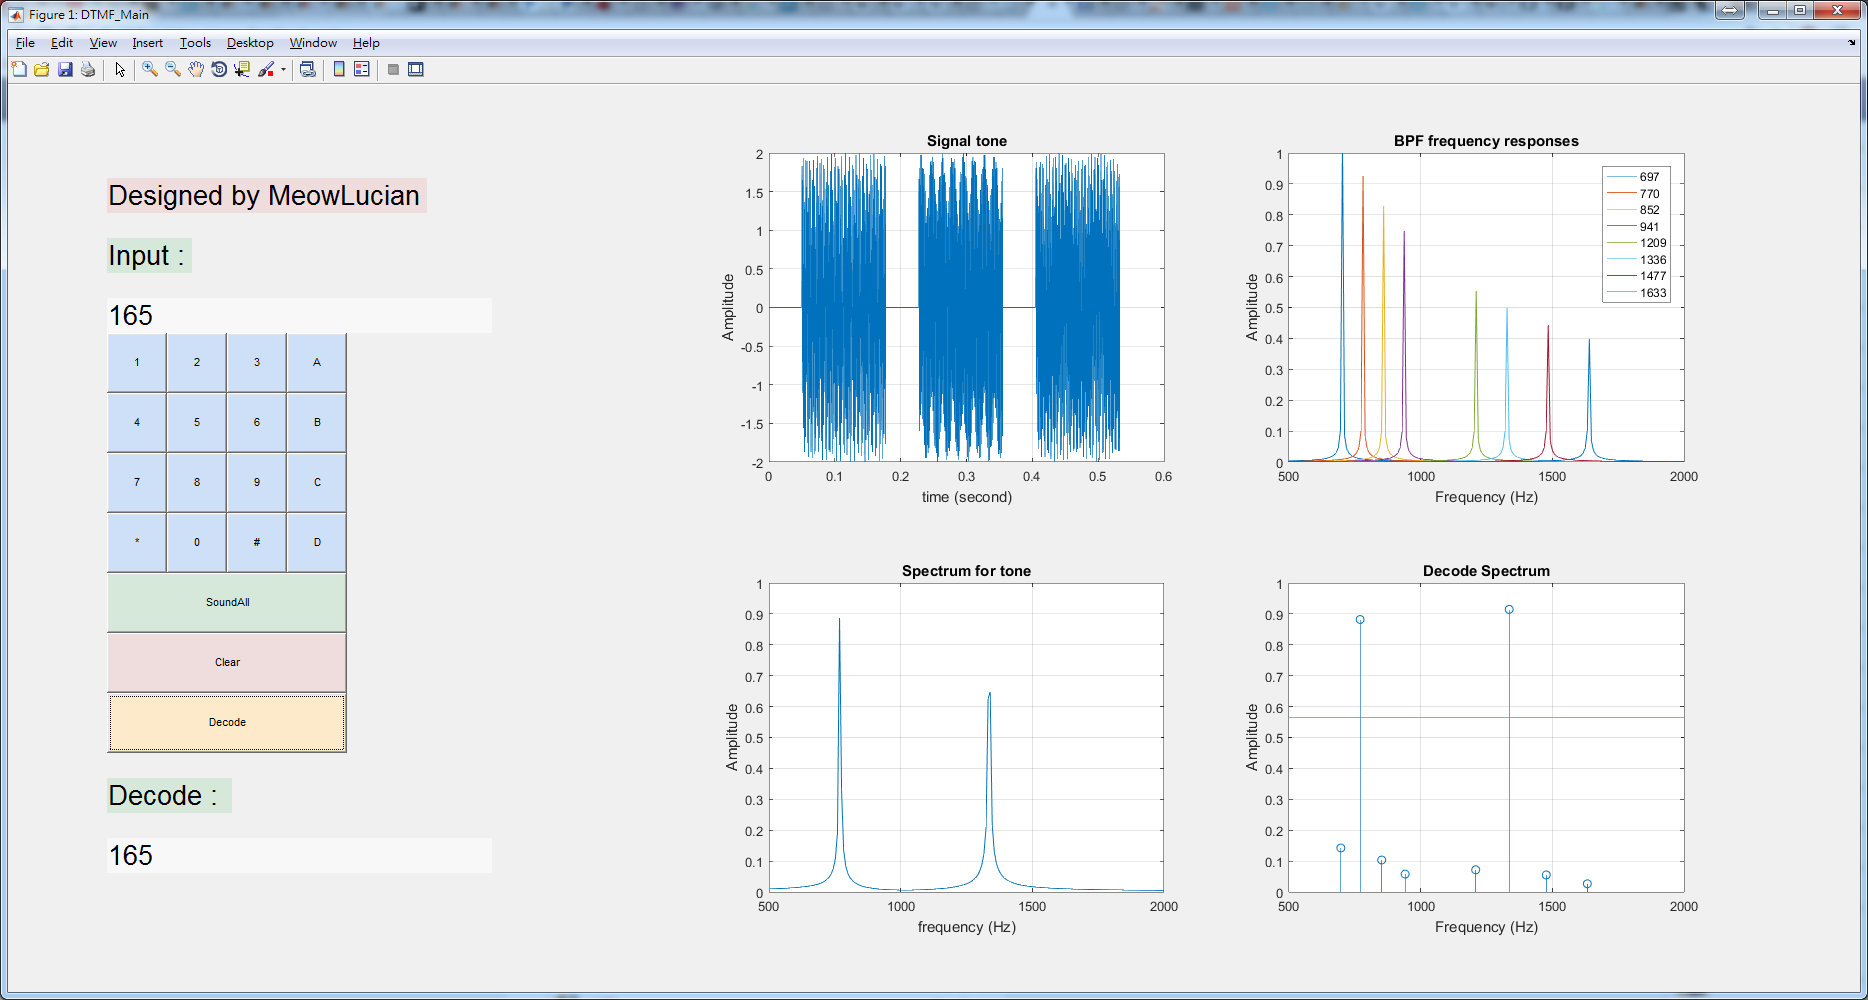 Figure 1: DTMF_Main
File Edit View Insert Tools Desktop Window Help
Designed by MeowLucian
Input :
165
1 2 3 A
4 5 6 B
7 8 9 C
* 0 # D
SoundAll
Clear
Decode
Decode :
165
Signal tone
Amplitude
2
1.5
1
0.5
0
-0.5
-1
-1.5
-2
0 0.1 0.2 0.3 0.4 0.5 0.6
time (second)
BPF frequency responses
Amplitude
1
0.9
0.8
0.7
0.6
0.5
0.4
0.3
0.2
0.1
0
697
770
852
941
1209
1336
1477
1633
500 1000 1500 2000
Frequency (Hz)
Spectrum for tone
Amplitude
1
0.9
0.8
0.7
0.6
0.5
0.4
0.3
0.2
0.1
0
500 1000 1500 2000
frequency (Hz)
Decode Spectrum
Amplitude
1
0.9
0.8
0.7
0.6
0.5
0.4
0.3
0.2
0.1
0
500 1000 1500 2000
Frequency (Hz)